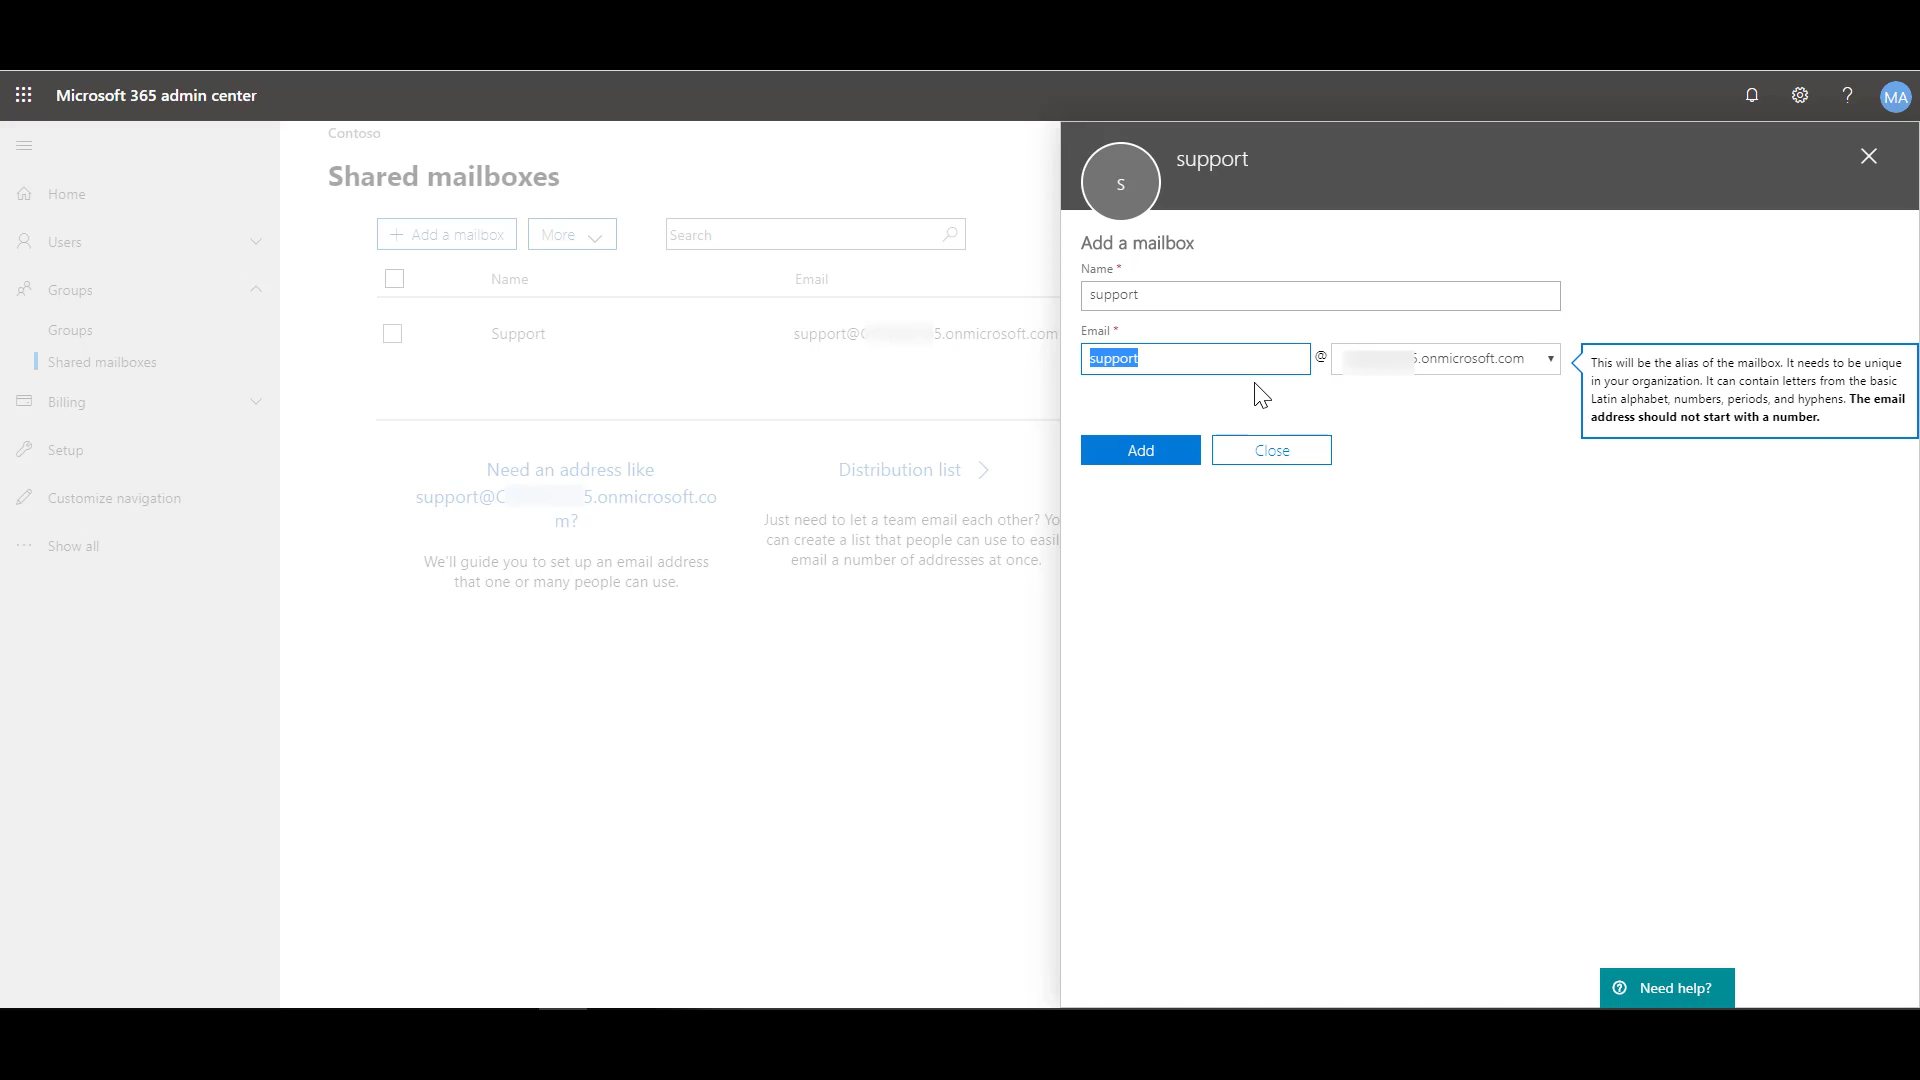 Microsoft 365 admin center
MA
Contoso
Shared mailboxes
Home
Users
Groups
Groups
Shared mailboxes
Billing
Setup
Customize navigation
Show all
Add a mailbox
More
Search
Name Email
Support support@ 5.onmicrosoft.com
Need an address like
support@C 5.onmicrosoft.co
m?
We'll guide you to set up an email address
that one or many people can use.
Distribution list
Just need to let a team email each other?
can create a list that people can use to
email a number of addresses at once.
S
support
Add a mailbox
Name *
support
Email *
support @ .onmicrosoft.com
This will be the alias of the mailbox. It needs to be unique
in your organization. It can contain letters from the basic
Latin alphabet, numbers, periods, and hyphens. The email
address should not start with a number.
Add
Close
Need help?